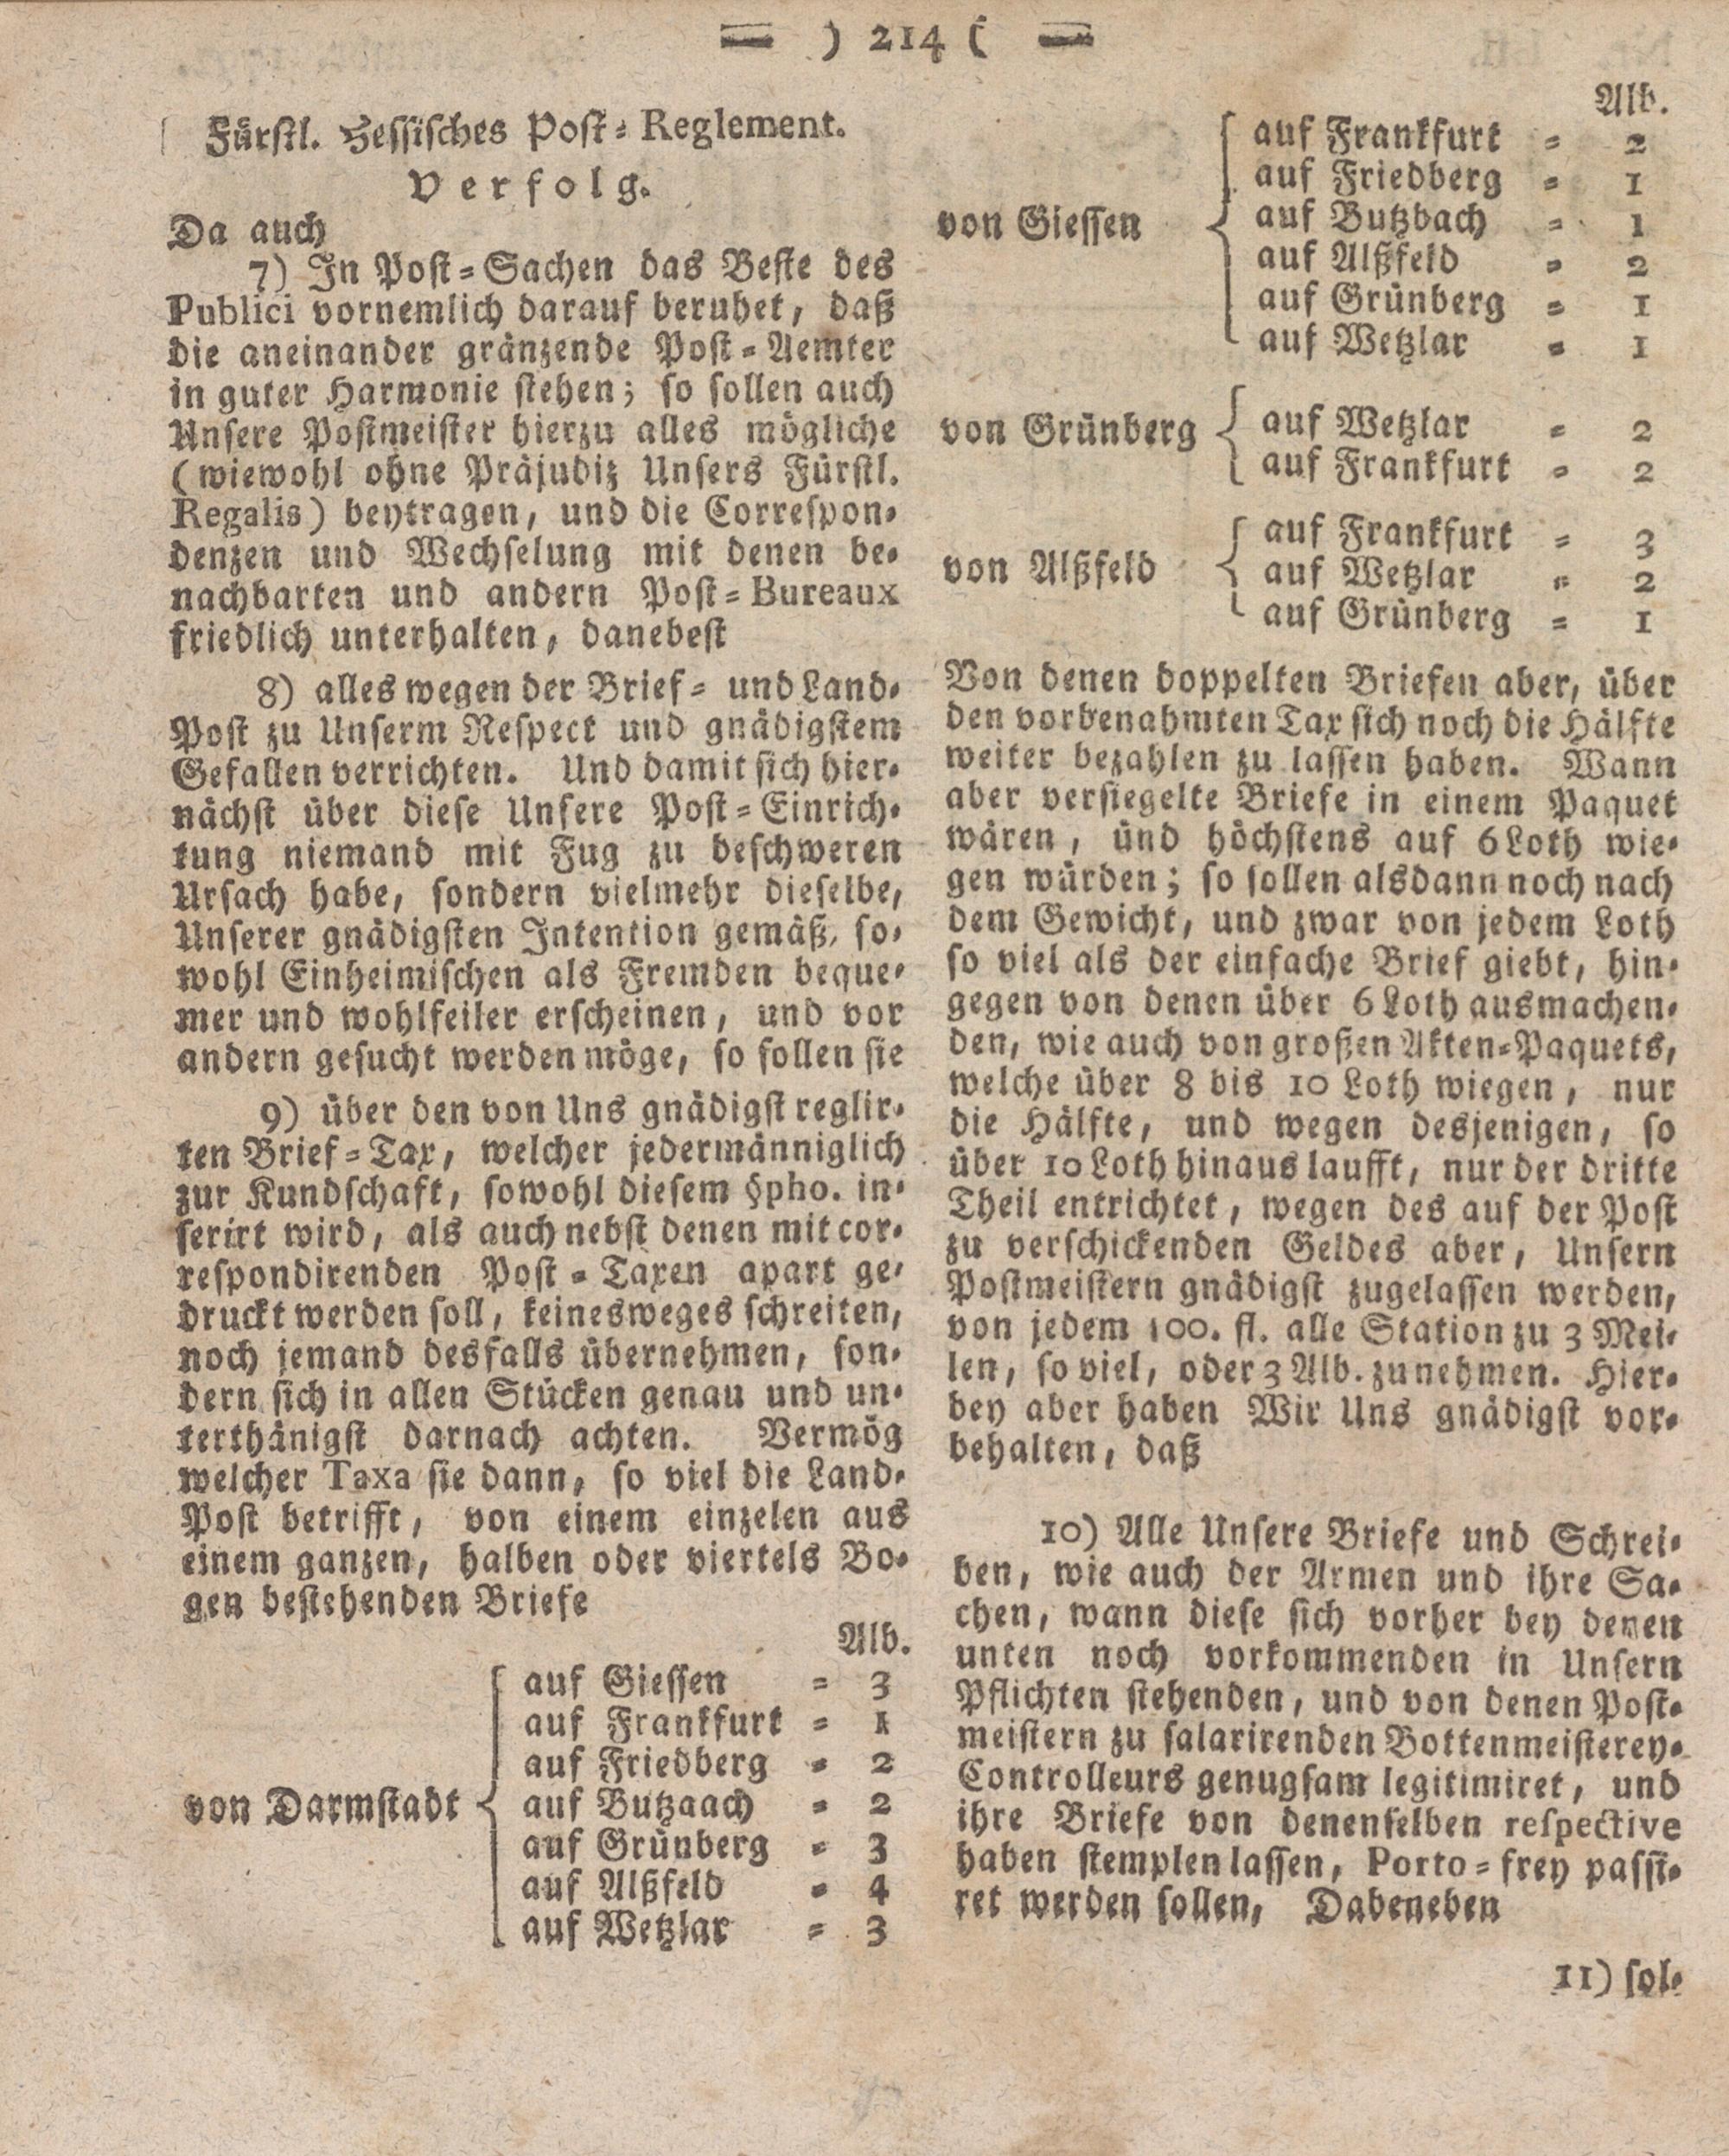 = ) 214 ( =
Fürstl. Hessisches Post-Reglement.
Verfolg.
Da auch
7) In Post-Sachen das Beste des
Publici vornemlich darauf beruhet, daß
die aneinander gränzende Post-Aemter
in guter Harmonie stehen; so sollen auch
Unsere Postmeister hierzu alles mögliche
(wiewohl ohne Präjudiz Unsers Fürstl.
Regalis) beytragen, und die Correspon-
denzen und Wechselung mit denen be-
nachbarten und andern Post-Bureaux
friedlich unterhalten, danebest
8) alles wegen der Brief- und Land-
Post zu Unserm Respect und gnädigstem
Gefallen verrichten. Und damit sich hier-
nächst über diese Unsere Post-Einrich-
tung niemand mit Fug zu beschweren
Ursach habe, sondern vielmehr dieselbe,
Unserer gnädigsten Intention gemäß, so-
wohl Einheimischen als Fremden beque-
mer und wohlfeiler erscheinen, und vor
andern gesucht werden möge, so sollen sie
9) über den von Uns gnädigst reglir-
ten Brief-Tax, welcher jedermänniglich
zur Kundschaft, sowohl diesem §pho. in-
serirt wird, als auch nebst denen mit cor-
respondirenden Post-Taxen apart ge-
druckt werden soll, keinesweges schreiten,
noch jemand desfalls übernehmen, son-
dern sich in allen Stücken genau und un-
terthänigst darnach achten. Vermög
welcher Taxa sie dann, so viel die Land-
Post betrifft, von einem einzelen aus
einem ganzen, halben oder viertels Bo-
gen bestehenden Briefe
Alb.
von Darmstadt
auf Giessen = 3
auf Frankfurt = 1
auf Friedberg = 2
auf Butzaach = 2
auf Grünberg = 3
auf Alßfeld = 4
auf Wetzlar = 3
Alb.
von Giessen
auf Frankfurt = 2
auf Friedberg = 1
auf Butzbach = 1
auf Alßfeld = 2
auf Grünberg = 1
auf Wetzlar = 1
von Grünberg
auf Wetzlar = 2
auf Frankfurt = 2
von Alßfeld
auf Frankfurt = 3
auf Wetzlar = 2
auf Grünberg = 1
Von denen doppelten Briefen aber, über
den vorbenahmten Tax sich noch die Hälfte
weiter bezahlen zu lassen haben. Wann
aber versiegelte Briefe in einem Paquet
wären, ünd höchstens auf 6 Loth wie-
gen würden; so sollen alsdann noch nach
dem Gewicht, und zwar von jedem Loth
so viel als der einfache Brief giebt, hin-
gegen von denen über 6 Loth ausmachen-
den, wie auch von großen Akten-Paquets,
welche über 8 bis 10 Loth wiegen, nur
die Hälfte, und wegen desjenigen, so
über 10 Loth hinaus laufft, nur der dritte
Theil entrichtet, wegen des auf der Post
zu verschickenden Geldes aber, Unsern
Postmeistern gnädigst zugelassen werden,
von jedem 100. fl. alle Station zu 3 Mei-
len, so viel, oder 3 Alb. zu nehmen. Hier-
bey aber haben Wir Uns gnädigst vor-
behalten, daß
10) Alle Unsere Briefe und Schrei-
ben, wie auch der Armen und ihre Sa-
chen, wann diese sich vorher bey denen
unten noch vorkommenden in Unsern
Pflichten stehenden, und von denen Post-
meistern zu salarirenden Bottenmeisterey-
Controlleurs genugsam legitimiret, und
ihre Briefe von denenselben respective
haben stemplen lassen, Porto-frey passi-
ret werden sollen, Dabeneben
11) sol-